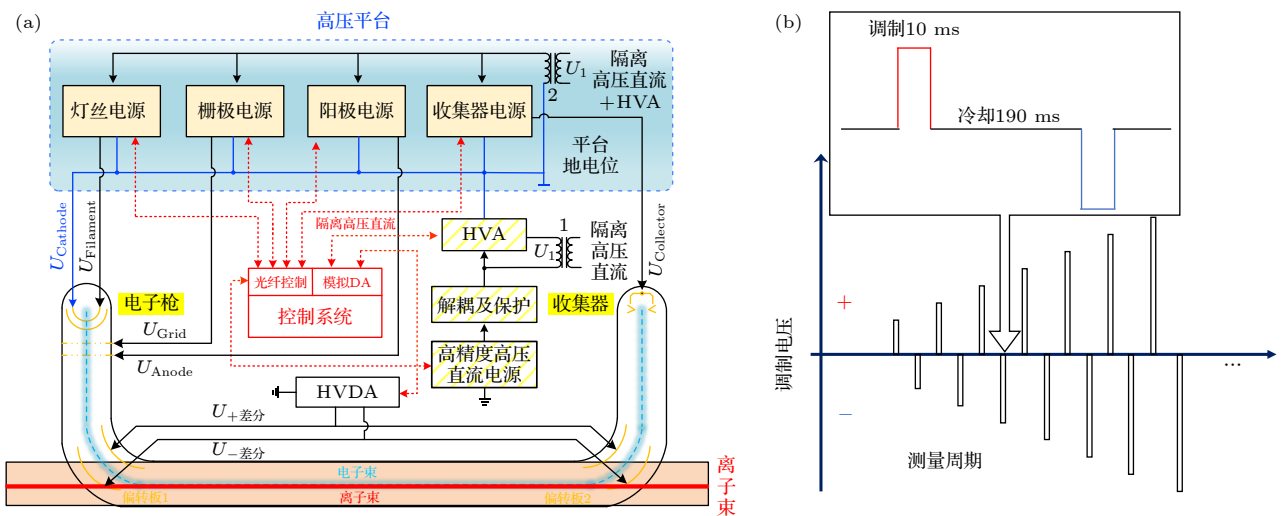 (a)
高压平台
U1
隔离
高压直流
+HVA
2
灯丝电源
栅极电源
阳极电源
收集器电源
平台
地电位
UCathode
UFilament
隔离高压直流
HVA
1
U1
隔离
高压
直流
UCollector
光纤控制
模拟DA
控制系统
电子枪
解耦及保护
收集器
UGrid
UAnode
高精度高压
直流电源
HVDA
U+差分
U−差分
电子束
偏转板1
离子束
偏转板2
离子束
(b)
调制10 ms
冷却190 ms
调制电压
+
−
...
测量周期